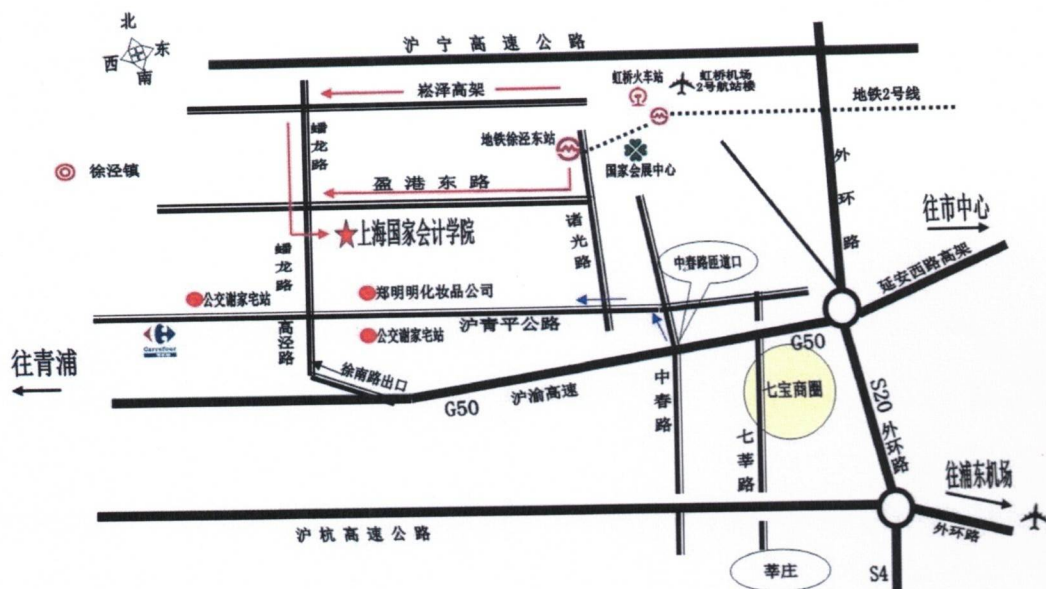 北
西
东
南
沪宁高速公路
崧泽高架
虹桥火车站
虹桥机场
2号航站楼
地铁2号线
蟠龙路
地铁徐泾东站
国家会展中心
徐泾镇
盈港东路
外环路
往市中心
上海国家会计学院
诸光路
中春路匝道口
延安西路高架
蟠龙路
公交谢家宅站
郑明明化妆品公司
沪青平公路
高泾路
公交谢家宅站
Carrefour
往青浦
徐南路出口
G50
沪渝高速
G50
中春路
七宝商圈
七莘路
S20 外环路
往浦东机场
沪杭高速公路
外环路
莘庄
S4